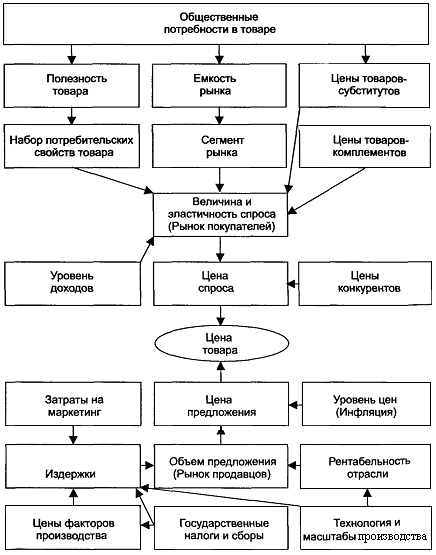 Общественные
потребности в товаре
Полезность
товара
Емкость
рынка
Цены товаров-
субститутов
Набор потребительских
свойств товара
Сегмент
рынка
Цены товаров-
комплементов
Величина и
эластичность спроса
(Рынок покупателей)
Уровень
доходов
Цена
спроса
Цены
конкурентов
Цена
товара
Затраты на
маркетинг
Цена
предложения
Уровень цен
(Инфляция)
Издержки
Объем предложения
(Рынок продавцов)
Рентабельность
отрасли
Цены факторов
производства
Государственные
налоги и сборы
Технология и
масштабы производства